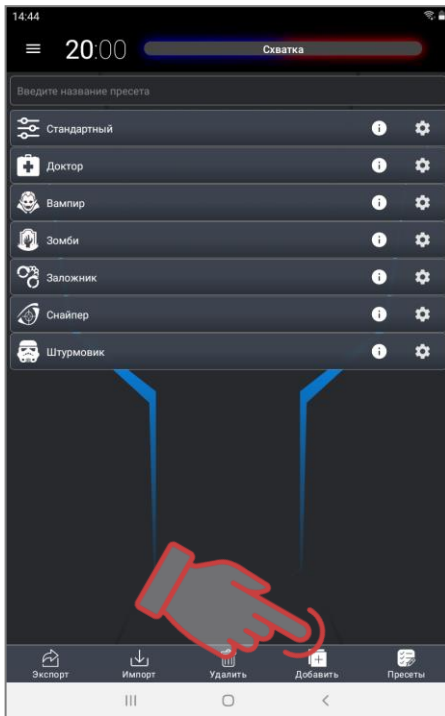 14:44
20:00
Схватка
Введите название пресета
Стандартный
Доктор
Вампир
Зомби
Заложник
Снайпер
Штурмовик
Экспорт Импорт Удалить Добавить Пресеты